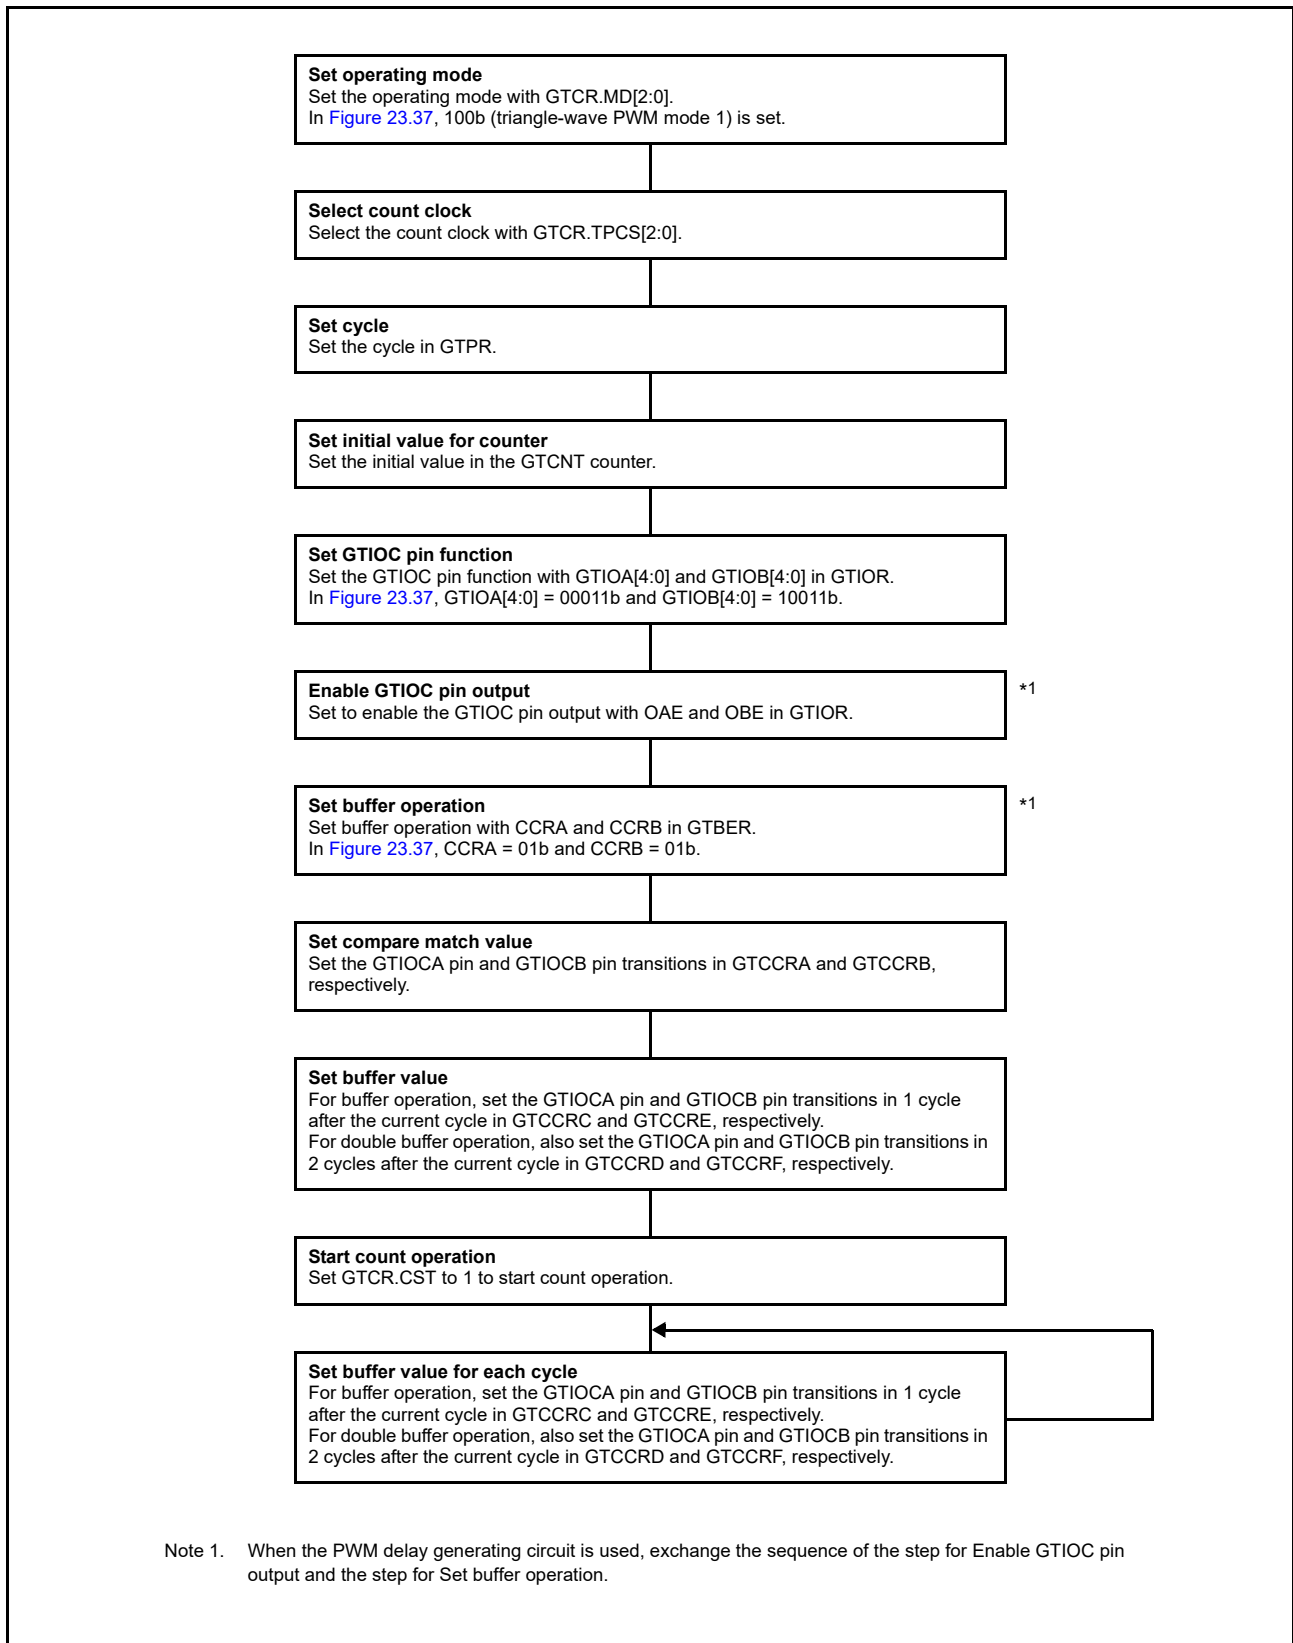 Set operating mode
Set the operating mode with GTCR.MD[2:0].
In Figure 23.37, 100b (triangle-wave PWM mode 1) is set.
Select count clock
Select the count clock with GTCR.TPCS[2:0].
Set cycle
Set the cycle in GTPR.
Set initial value for counter
Set the initial value in the GTCNT counter.
Set GTIOC pin function
Set the GTIOC pin function with GTIOA[4:0] and GTIOB[4:0] in GTIOR.
In Figure 23.37, GTIOA[4:0] = 00011b and GTIOB[4:0] = 10011b.
Enable GTIOC pin output
Set to enable the GTIOC pin output with OAE and OBE in GTIOR.
*1
Set buffer operation
Set buffer operation with CCRA and CCRB in GTBER.
In Figure 23.37, CCRA = 01b and CCRB = 01b.
*1
Set compare match value
Set the GTIOCA pin and GTIOCB pin transitions in GTCCRA and GTCCRB,
respectively.
Set buffer value
For buffer operation, set the GTIOCA pin and GTIOCB pin transitions in 1 cycle
after the current cycle in GTCCRC and GTCCRE, respectively.
For double buffer operation, also set the GTIOCA pin and GTIOCB pin transitions in
2 cycles after the current cycle in GTCCRD and GTCCRF, respectively.
Start count operation
Set GTCR.CST to 1 to start count operation.
Set buffer value for each cycle
For buffer operation, set the GTIOCA pin and GTIOCB pin transitions in 1 cycle
after the current cycle in GTCCRC and GTCCRE, respectively.
For double buffer operation, also set the GTIOCA pin and GTIOCB pin transitions in
2 cycles after the current cycle in GTCCRD and GTCCRF, respectively.
Note 1. When the PWM delay generating circuit is used, exchange the sequence of the step for Enable GTIOC pin
output and the step for Set buffer operation.